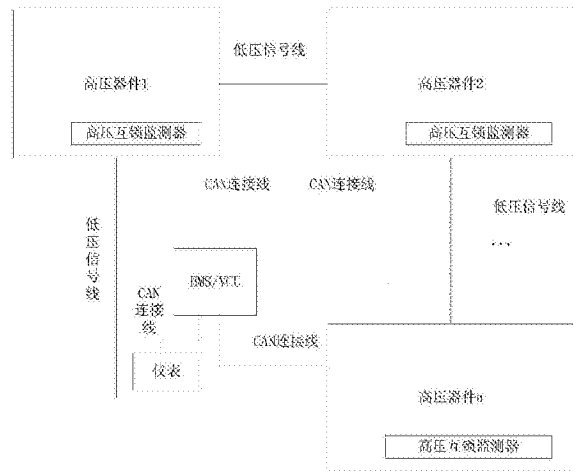 低压信号线
高压器件1
高压器件2
高压互锁监测器
高压互锁监测器
CAN连接线
CAN连接线
低压信号线
低压信号线
...
BMS/VCU
CAN连接线
CAN连接线
仪表
高压器件n
高压互锁监测器